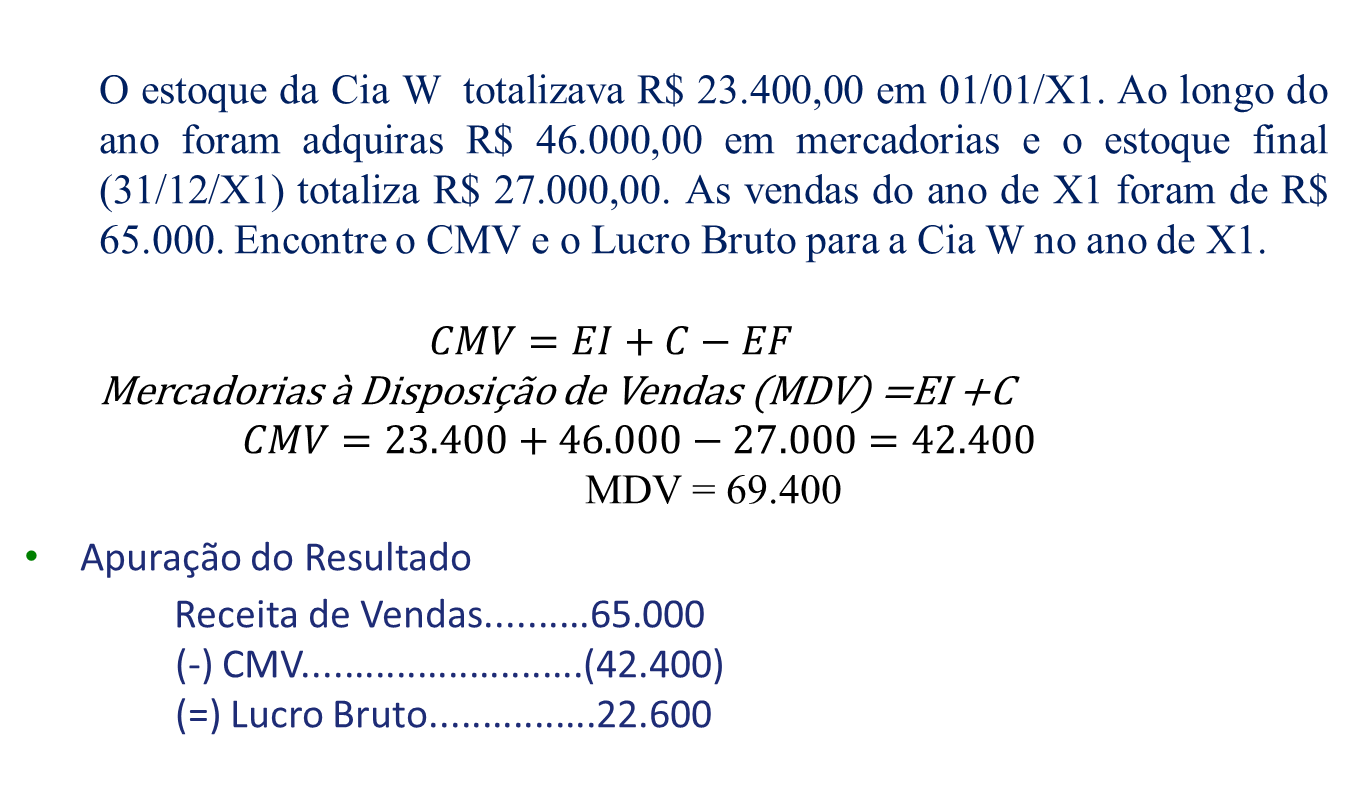 O estoque da Cia W totalizava R$ 23.400,00 em 01/01/X1. Ao longo do
ano foram adquiras R$ 46.000,00 em mercadorias e o estoque final
(31/12/X1) totaliza R$ 27.000,00. As vendas do ano de X1 foram de R$
65.000. Encontre o CMV e o Lucro Bruto para a Cia W no ano de X1.
CMV = EI + C − EF
Mercadorias à Disposição de Vendas (MDV) =EI +C
CMV = 23.400 + 46.000 − 27.000 = 42.400
MDV = 69.400
• Apuração do Resultado
Receita de Vendas..........65.000
(-) CMV..........................(42.400)
(=) Lucro Bruto................22.600